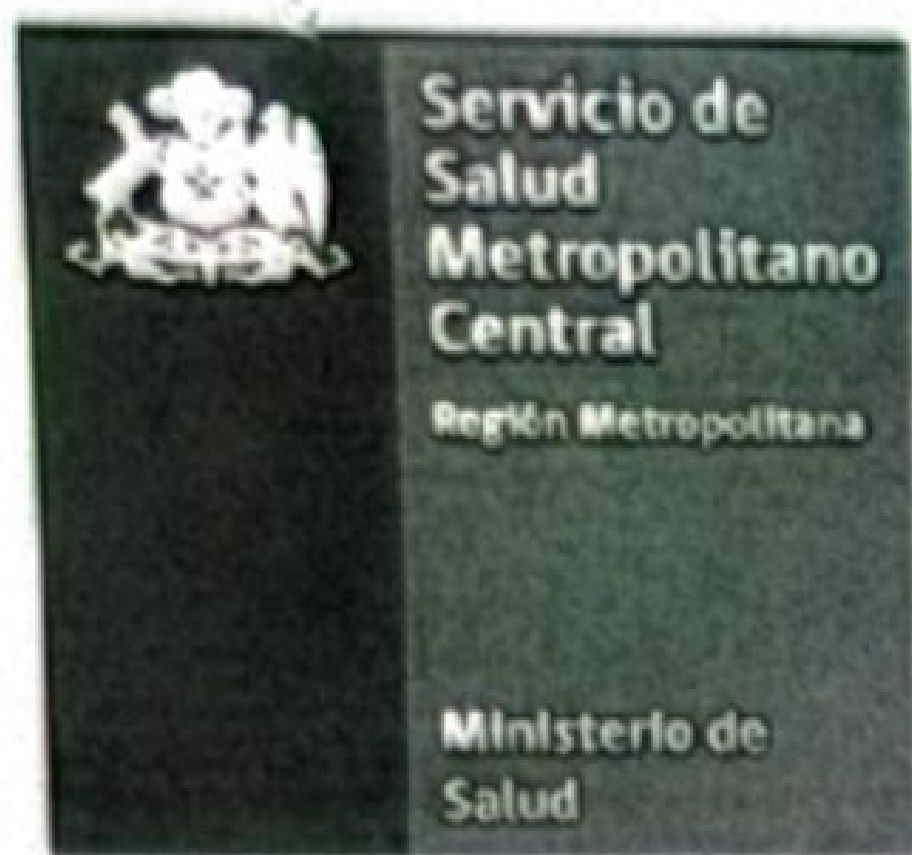 Servicio de
Salud
Metropolitano
Central
Región Metropolitana
Ministerio de
Salud